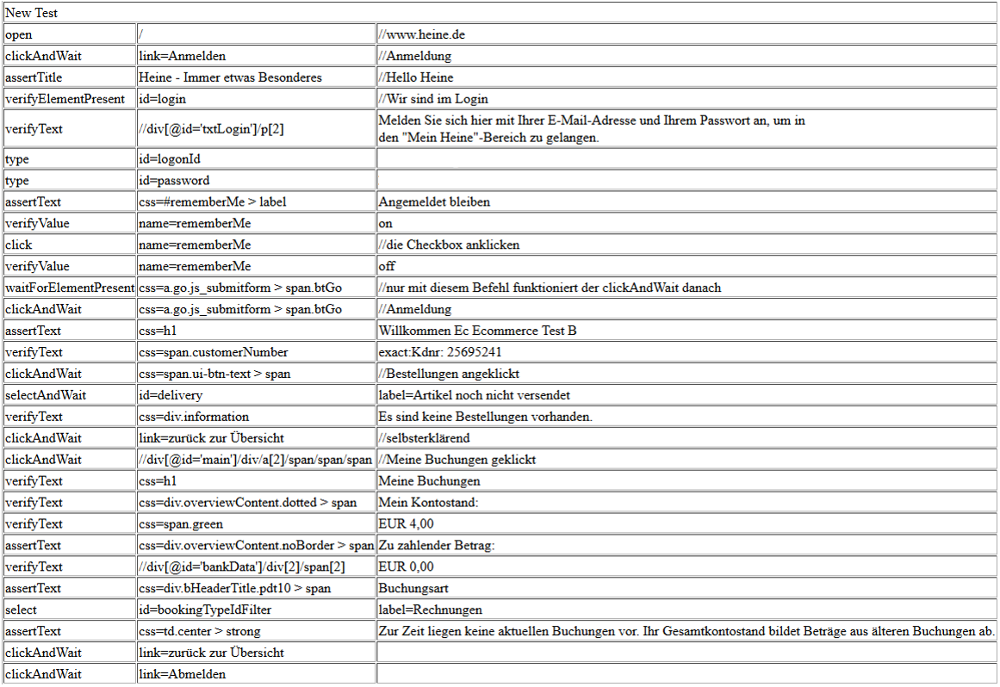 New Test
open / //www.heine.de
clickAndWait link=Anmelden //Anmeldung
assertTitle Heine - Immer etwas Besonderes //Hello Heine
verifyElementPresent id=login //Wir sind im Login
verifyText //div[@id='txtLogin']/p[2] Melden Sie sich hier mit Ihrer E-Mail-Adresse und Ihrem Passwort an, um in
den "Mein Heine"-Bereich zu gelangen.
type id=logonId
type id=password
assertText css=#rememberMe > label Angemeldet bleiben
verifyValue name=rememberMe on
click name=rememberMe //die Checkbox anklicken
verifyValue name=rememberMe off
waitForElementPresent css=a.go.js_submitform > span.btGo //nur mit diesem Befehl funktioniert der clickAndWait danach
clickAndWait css=a.go.js_submitform > span.btGo //Anmeldung
assertText css=h1 Willkommen Ec Ecommerce Test B
verifyText css=span.customerNumber exact:Kdnr: 25695241
clickAndWait css=span.ui-btn-text > span //Bestellungen angeklickt
selectAndWait id=delivery label=Artikel noch nicht versendet
verifyText css=div.information Es sind keine Bestellungen vorhanden.
clickAndWait link=zurück zur Übersicht //selbsterklärend
clickAndWait //div[@id='main']/div/a[2]/span/span/span //Meine Buchungen geklickt
verifyText css=h1 Meine Buchungen
verifyText css=div.overviewContent.dotted > span Mein Kontostand:
verifyText css=span.green EUR 4,00
assertText css=div.overviewContent.noBorder > span Zu zahlender Betrag:
verifyText //div[@id='bankData']/div[2]/span[2] EUR 0,00
assertText css=div.bHeaderTitle.pdt10 > span Buchungsart
select id=bookingTypeIdFilter label=Rechnungen
assertText css=td.center > strong Zur Zeit liegen keine aktuellen Buchungen vor. Ihr Gesamtkontostand bildet Beträge aus älteren Buchungen ab.
clickAndWait link=zurück zur Übersicht
clickAndWait link=Abmelden